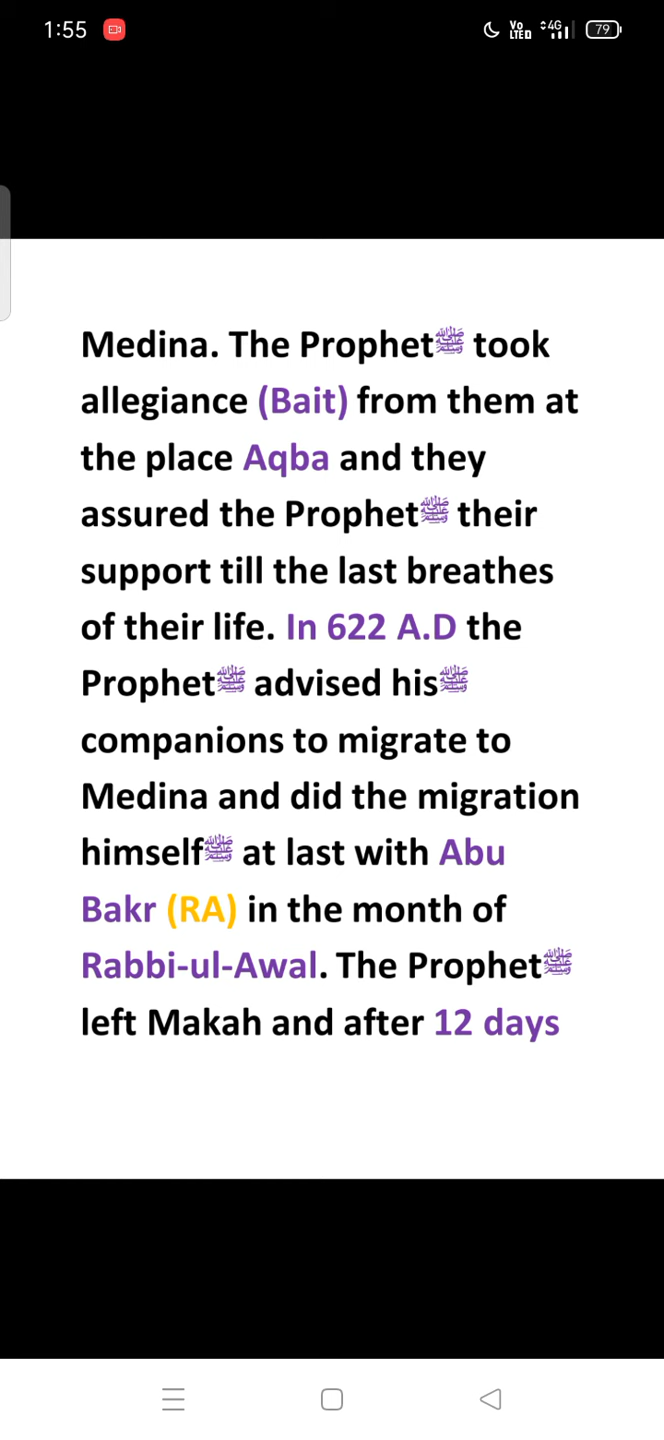 1:55
Vo LTED 4G 79
Medina. The Prophetﷺ took
allegiance (Bait) from them at
the place Aqba and they
assured the Prophetﷺ their
support till the last breathes
of their life. In 622 A.D the
Prophetﷺ advised hisﷺ
companions to migrate to
Medina and did the migration
himselfﷺ at last with Abu
Bakr (RA) in the month of
Rabbi-ul-Awal. The Prophetﷺ
left Makah and after 12 days